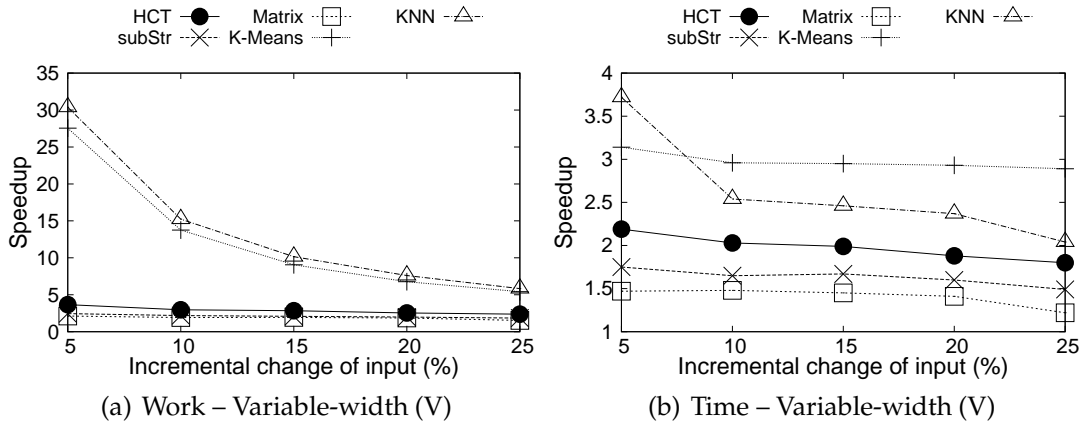 HCT Matrix KNN
subStr K-Means
35
30
25
20
15
10
5
0
Speedup
5 10 15 20 25
Incremental change of input (%)
(a) Work – Variable-width (V)
HCT Matrix KNN
subStr K-Means
4
3.5
3
2.5
2
1.5
1
Speedup
5 10 15 20 25
Incremental change of input (%)
(b) Time – Variable-width (V)